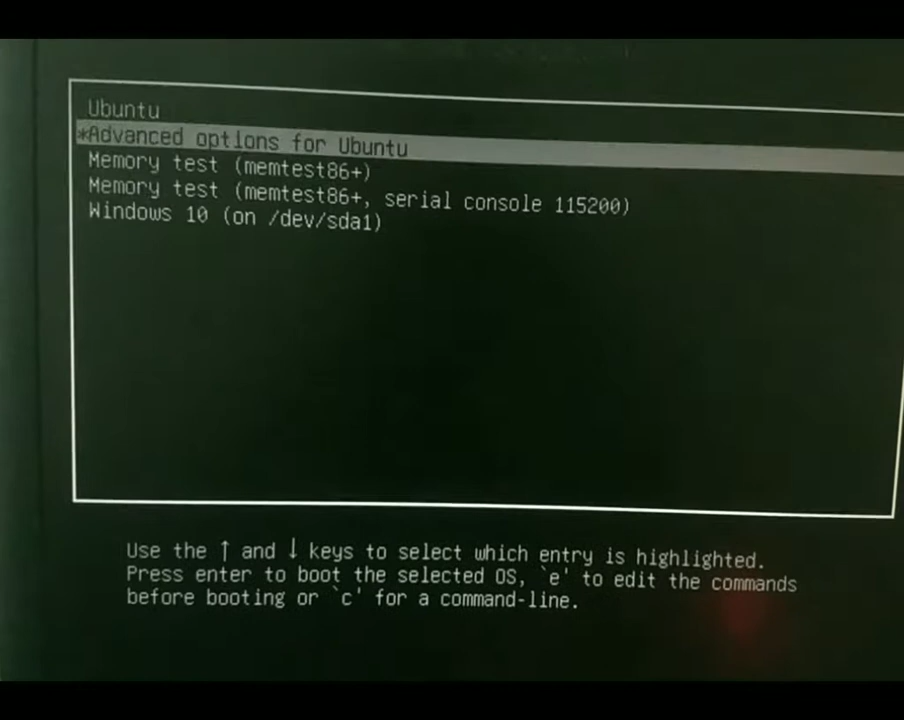 Ubuntu
*Advanced options for Ubuntu
Memory test (memtest86+)
Memory test (memtest86+, serial console 115200)
Windows 10 (on /dev/sda1)
Use the ↑ and ↓ keys to select which entry is highlighted.
Press enter to boot the selected OS, `e' to edit the commands
before booting or `c' for a command-line.